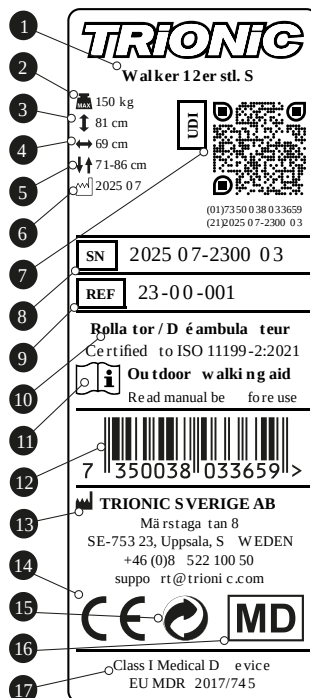 TRIONIC
Walker 12er stl. S
1
2
MAX 150 kg
3
81 cm
4
69 cm
5
71-86 cm
6
2025 07
UDI
(01)7350038033659
(21)202507-2300 03
7
8
SN 2025 07-2300 03
9
REF 23-00-001
10
Rollator/Déambulateur
Certified to ISO 11199-2:2021
11
i Outdoor walking aid
Read manual before use
12
7 350038 033659 >
13
TRIONIC SVERIGE AB
Märstagatan 8
SE-753 23, Uppsala, SWEDEN
+46 (0)8 522 100 50
support@trionic.com
14
15
16
CE MD
17
Class I Medical Device
EU MDR 2017/745